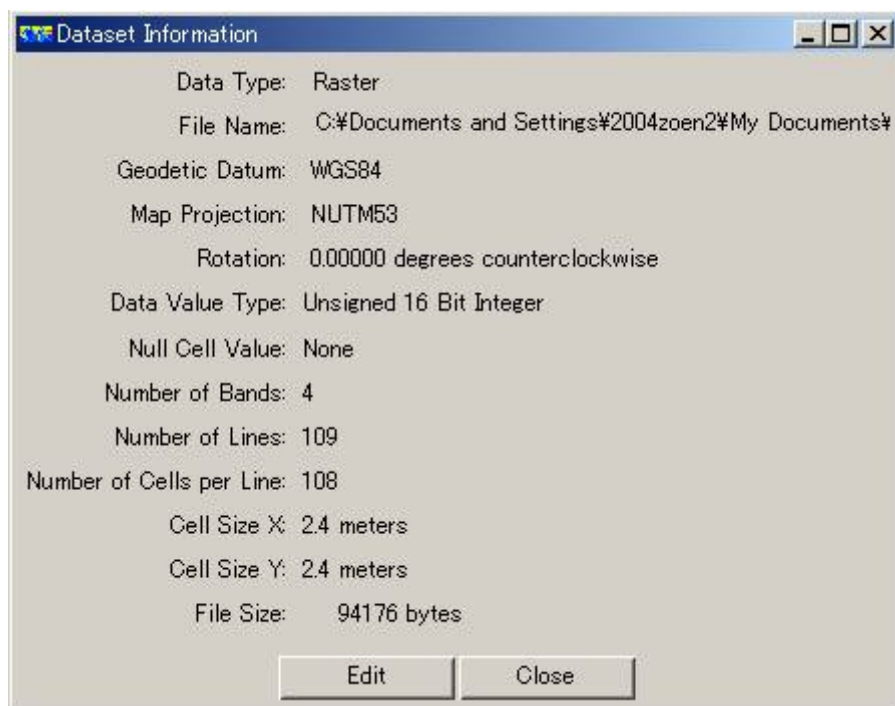 Dataset Information
Data Type: Raster
File Name: C:¥Documents and Settings¥2004zoen2¥My Documents¥
Geodetic Datum: WGS84
Map Projection: NUTM53
Rotation: 0.00000 degrees counterclockwise
Data Value Type: Unsigned 16 Bit Integer
Null Cell Value: None
Number of Bands: 4
Number of Lines: 109
Number of Cells per Line: 108
Cell Size X: 2.4 meters
Cell Size Y: 2.4 meters
File Size: 94176 bytes
Edit Close